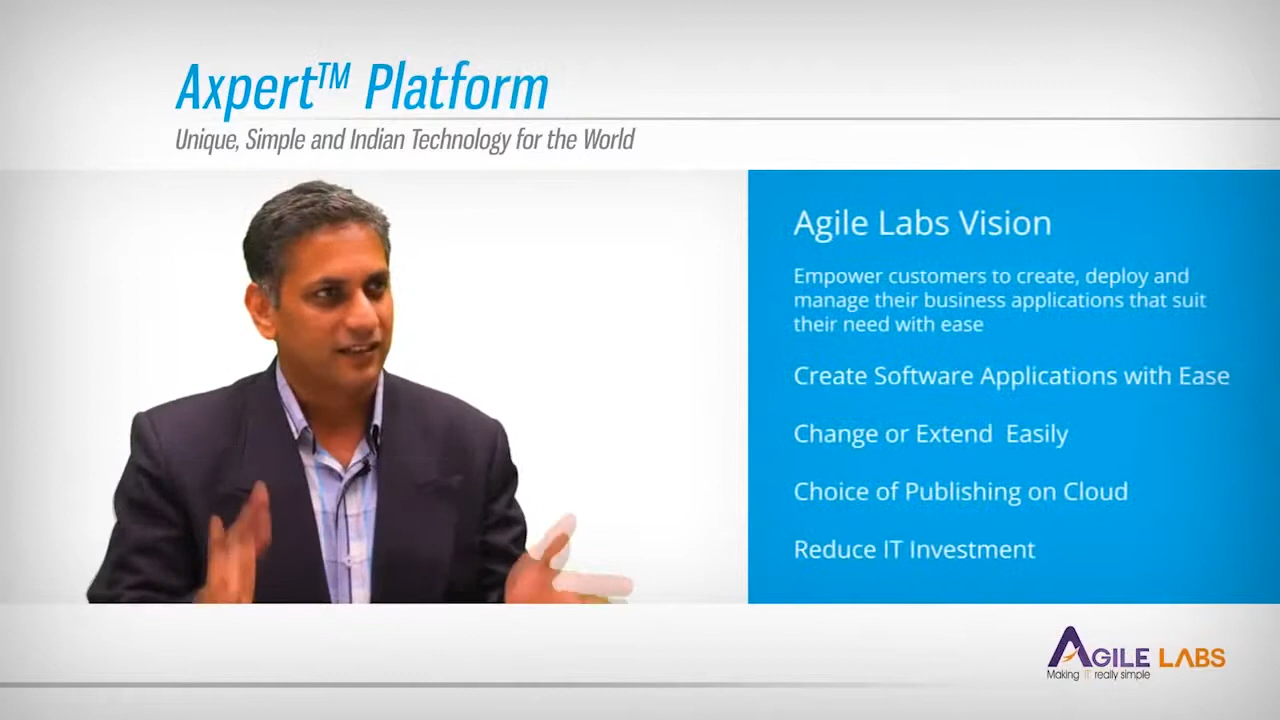 Axpert™ Platform
Unique, Simple and Indian Technology for the World
Agile Labs Vision
Empower customers to create, deploy and
manage their business applications that suit
their need with ease
Create Software Applications with Ease
Change or Extend  Easily
Choice of Publishing on Cloud
Reduce IT Investment
AGILE LABS
Making IT really simple